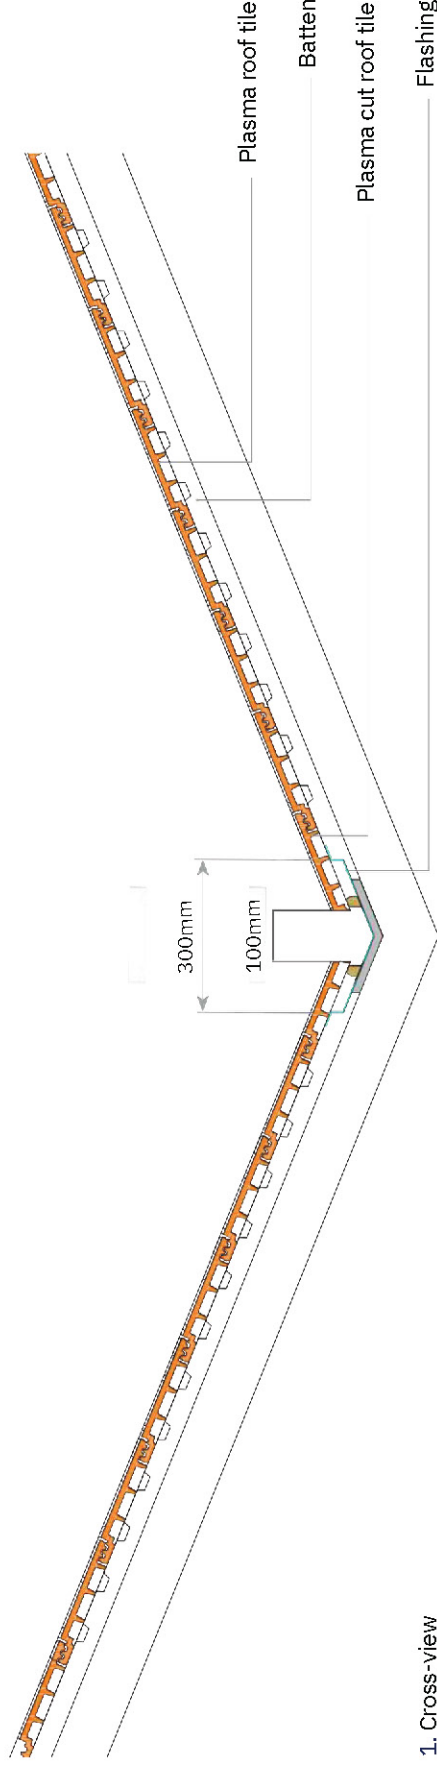 300mm
100mm
Plasma roof tile
Batten
Plasma cut roof tile
Flashing
1. Cross-view